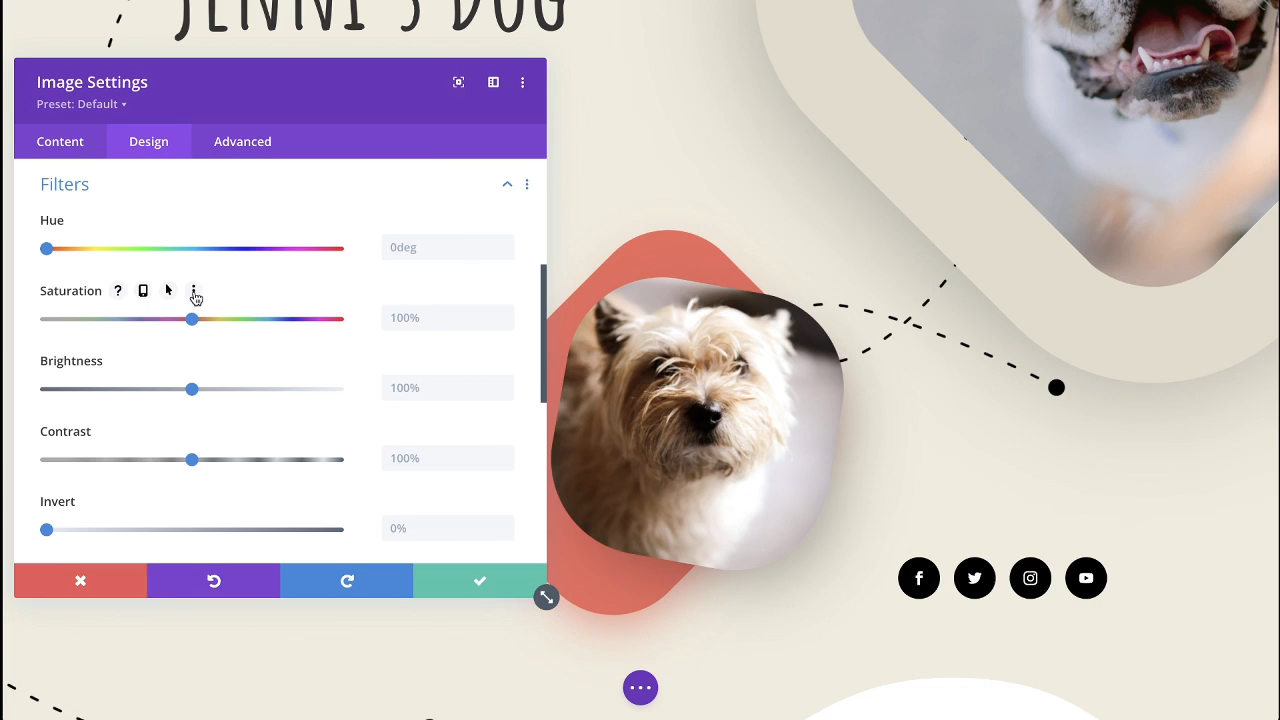 JENNI'S DOG
Image Settings
Preset: Default
Content Design Advanced
Filters
Hue
0deg
Saturation ?
100%
Brightness
100%
Contrast
100%
Invert
0%